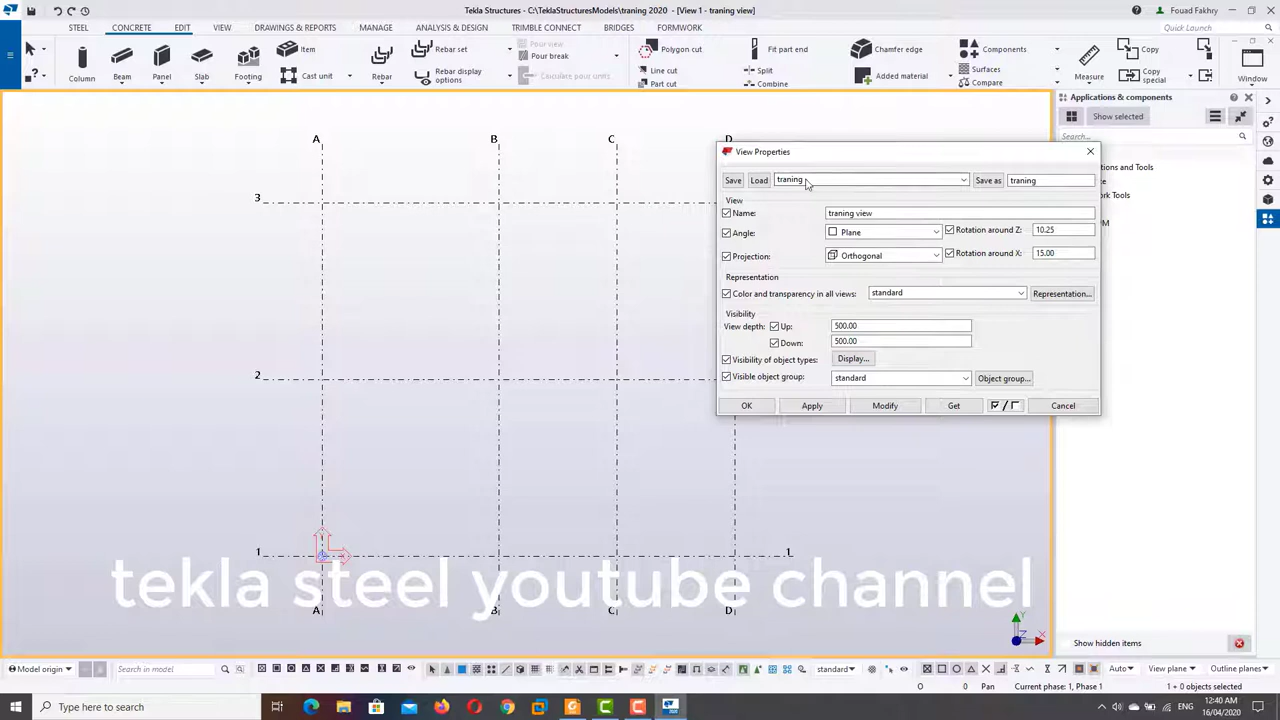 Tekla Structures - C:\TeklaStructuresModels\traning 2020 - [View 1 - traning view]
Fouad Fakhry
STEEL CONCRETE EDIT VIEW DRAWINGS & REPORTS MANAGE ANALYSIS & DESIGN TRIMBLE CONNECT BRIDGES FORMWORK
Quick Launch
Column Beam Panel Slab Footing
Item
Cast unit
Rebar
Rebar set
Rebar display options
Pour view
Pour break
Calculate pour units
Polygon cut
Line cut
Part cut
Fit part end
Split
Combine
Chamfer edge
Added material
Components
Surfaces
Compare
Measure
Copy
Copy special
Window
Applications & components
Show selected
Search...
tions and Tools
rk Tools
M
Show hidden items
A B C D
3
2
1 1
A B C D
View Properties
Save Load traning Save as traning
View
Name: traning view
Angle: Plane Rotation around Z: 10.25
Projection: Orthogonal Rotation around X: 15.00
Representation
Color and transparency in all views: standard Representation...
Visibility
View depth: Up: 500.00
Down: 500.00
Visibility of object types: Display...
Visible object group: standard Object group...
OK Apply Modify Get Cancel
tekla steel youtube channel
Y
Z X
Model origin Search in model standard Auto View plane Outline planes
O 0 Pan Current phase: 1, Phase 1 1 + 0 objects selected
Type here to search
ENG
12:40 AM
16/04/2020